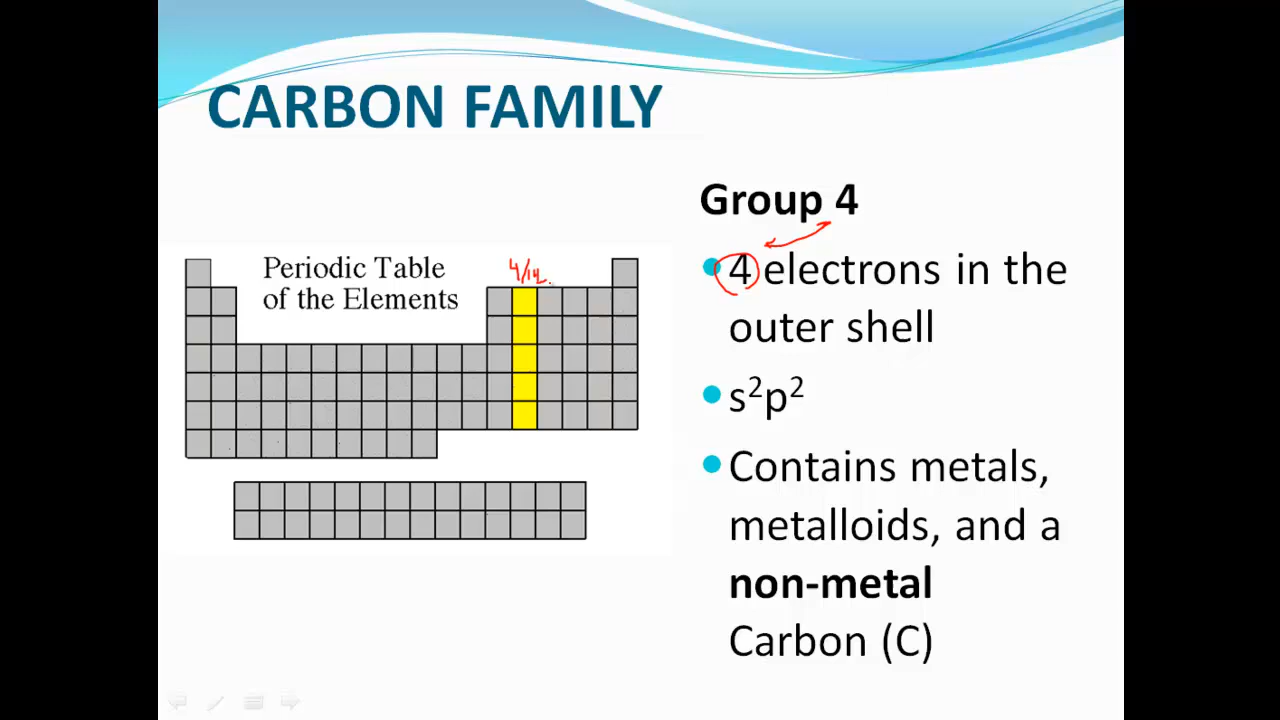 CARBON FAMILY
Group 4
4 electrons in the
outer shell
s²p²
Contains metals,
metalloids, and a
non-metal
Carbon (C)
4/14.
Periodic Table
of the Elements